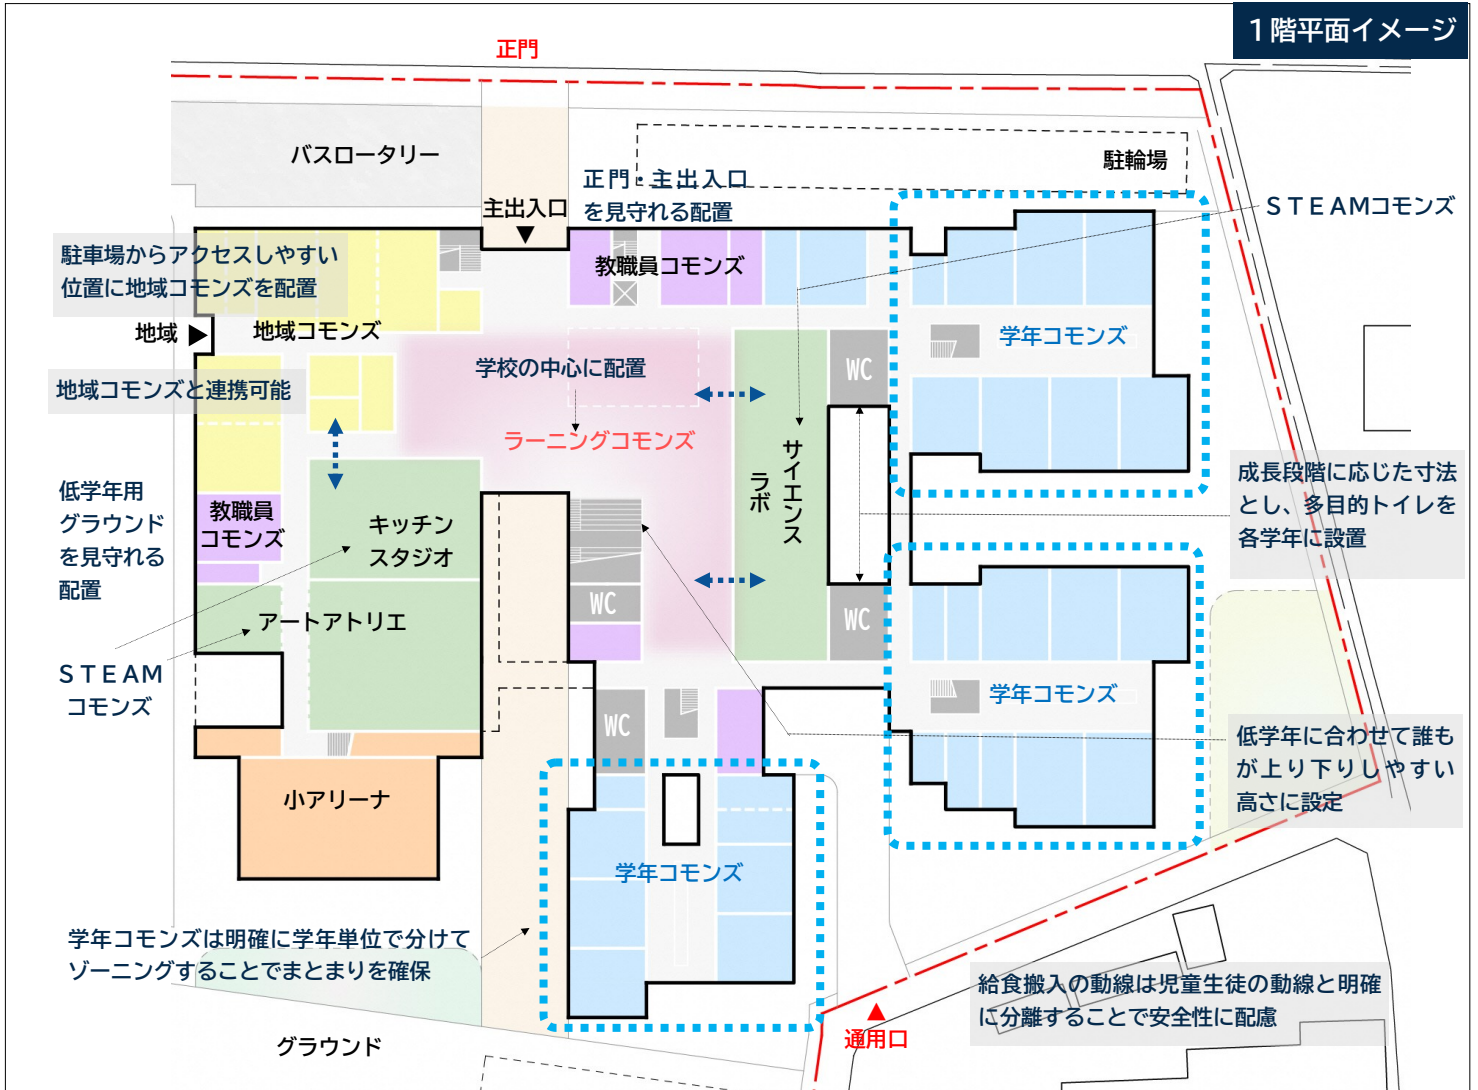 １階平面イメージ
正門
バスロータリー
駐輪場
主出入口
正門・主出入口
を見守れる配置
ＳＴＥＡＭコモンズ
駐車場からアクセスしやすい
位置に地域コモンズを配置
教職員コモンズ
地域
地域コモンズ
学年コモンズ
学校の中心に配置
WC
地域コモンズと連携可能
ラーニングコモンズ
サイエンス
ラボ
低学年用
グラウンド
を見守れる
配置
教職員
コモンズ
キッチン
スタジオ
成長段階に応じた寸法
とし、多目的トイレを
各学年に設置
WC
WC
アートアトリエ
ＳＴＥＡＭ
コモンズ
学年コモンズ
WC
低学年に合わせて誰も
が上り下りしやすい
高さに設定
小アリーナ
学年コモンズ
学年コモンズは明確に学年単位で分けて
ゾーニングすることでまとまりを確保
給食搬入の動線は児童生徒の動線と明確
に分離することで安全性に配慮
通用口
グラウンド